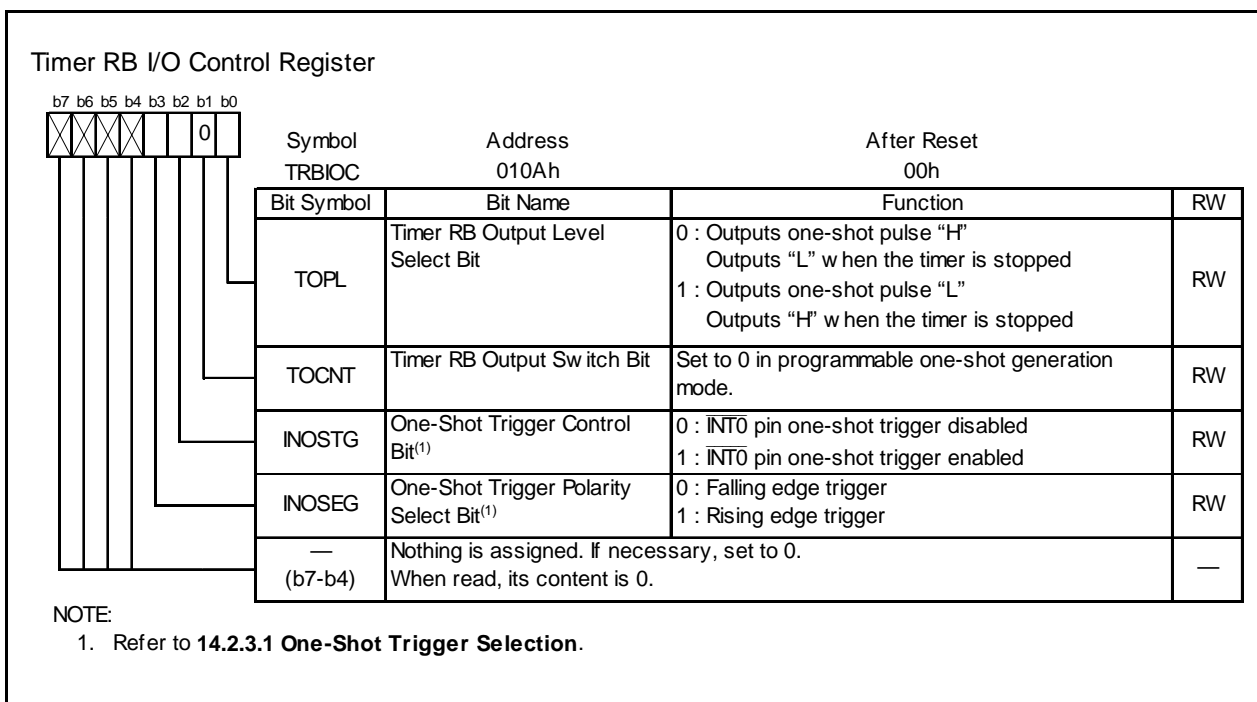 Timer RB I/O Control Register
b7 b6 b5 b4 b3 b2 b1 b0
0
Symbol Address After Reset
TRBIOC 010Ah 00h
Bit Symbol Bit Name Function RW
TOPL
Timer RB Output Level
Select Bit
0 : Outputs one-shot pulse “H”
Outputs “L” when the timer is stopped
1 : Outputs one-shot pulse “L”
Outputs “H” when the timer is stopped
RW
TOCNT
Timer RB Output Switch Bit
Set to 0 in programmable one-shot generation
mode.
RW
INOSTG
One-Shot Trigger Control
Bit(1)
0 : INT0 pin one-shot trigger disabled
1 : INT0 pin one-shot trigger enabled
RW
INOSEG
One-Shot Trigger Polarity
Select Bit(1)
0 : Falling edge trigger
1 : Rising edge trigger
RW
—
(b7-b4)
Nothing is assigned. If necessary, set to 0.
When read, its content is 0.
—
NOTE:
1. Refer to 14.2.3.1 One-Shot Trigger Selection.